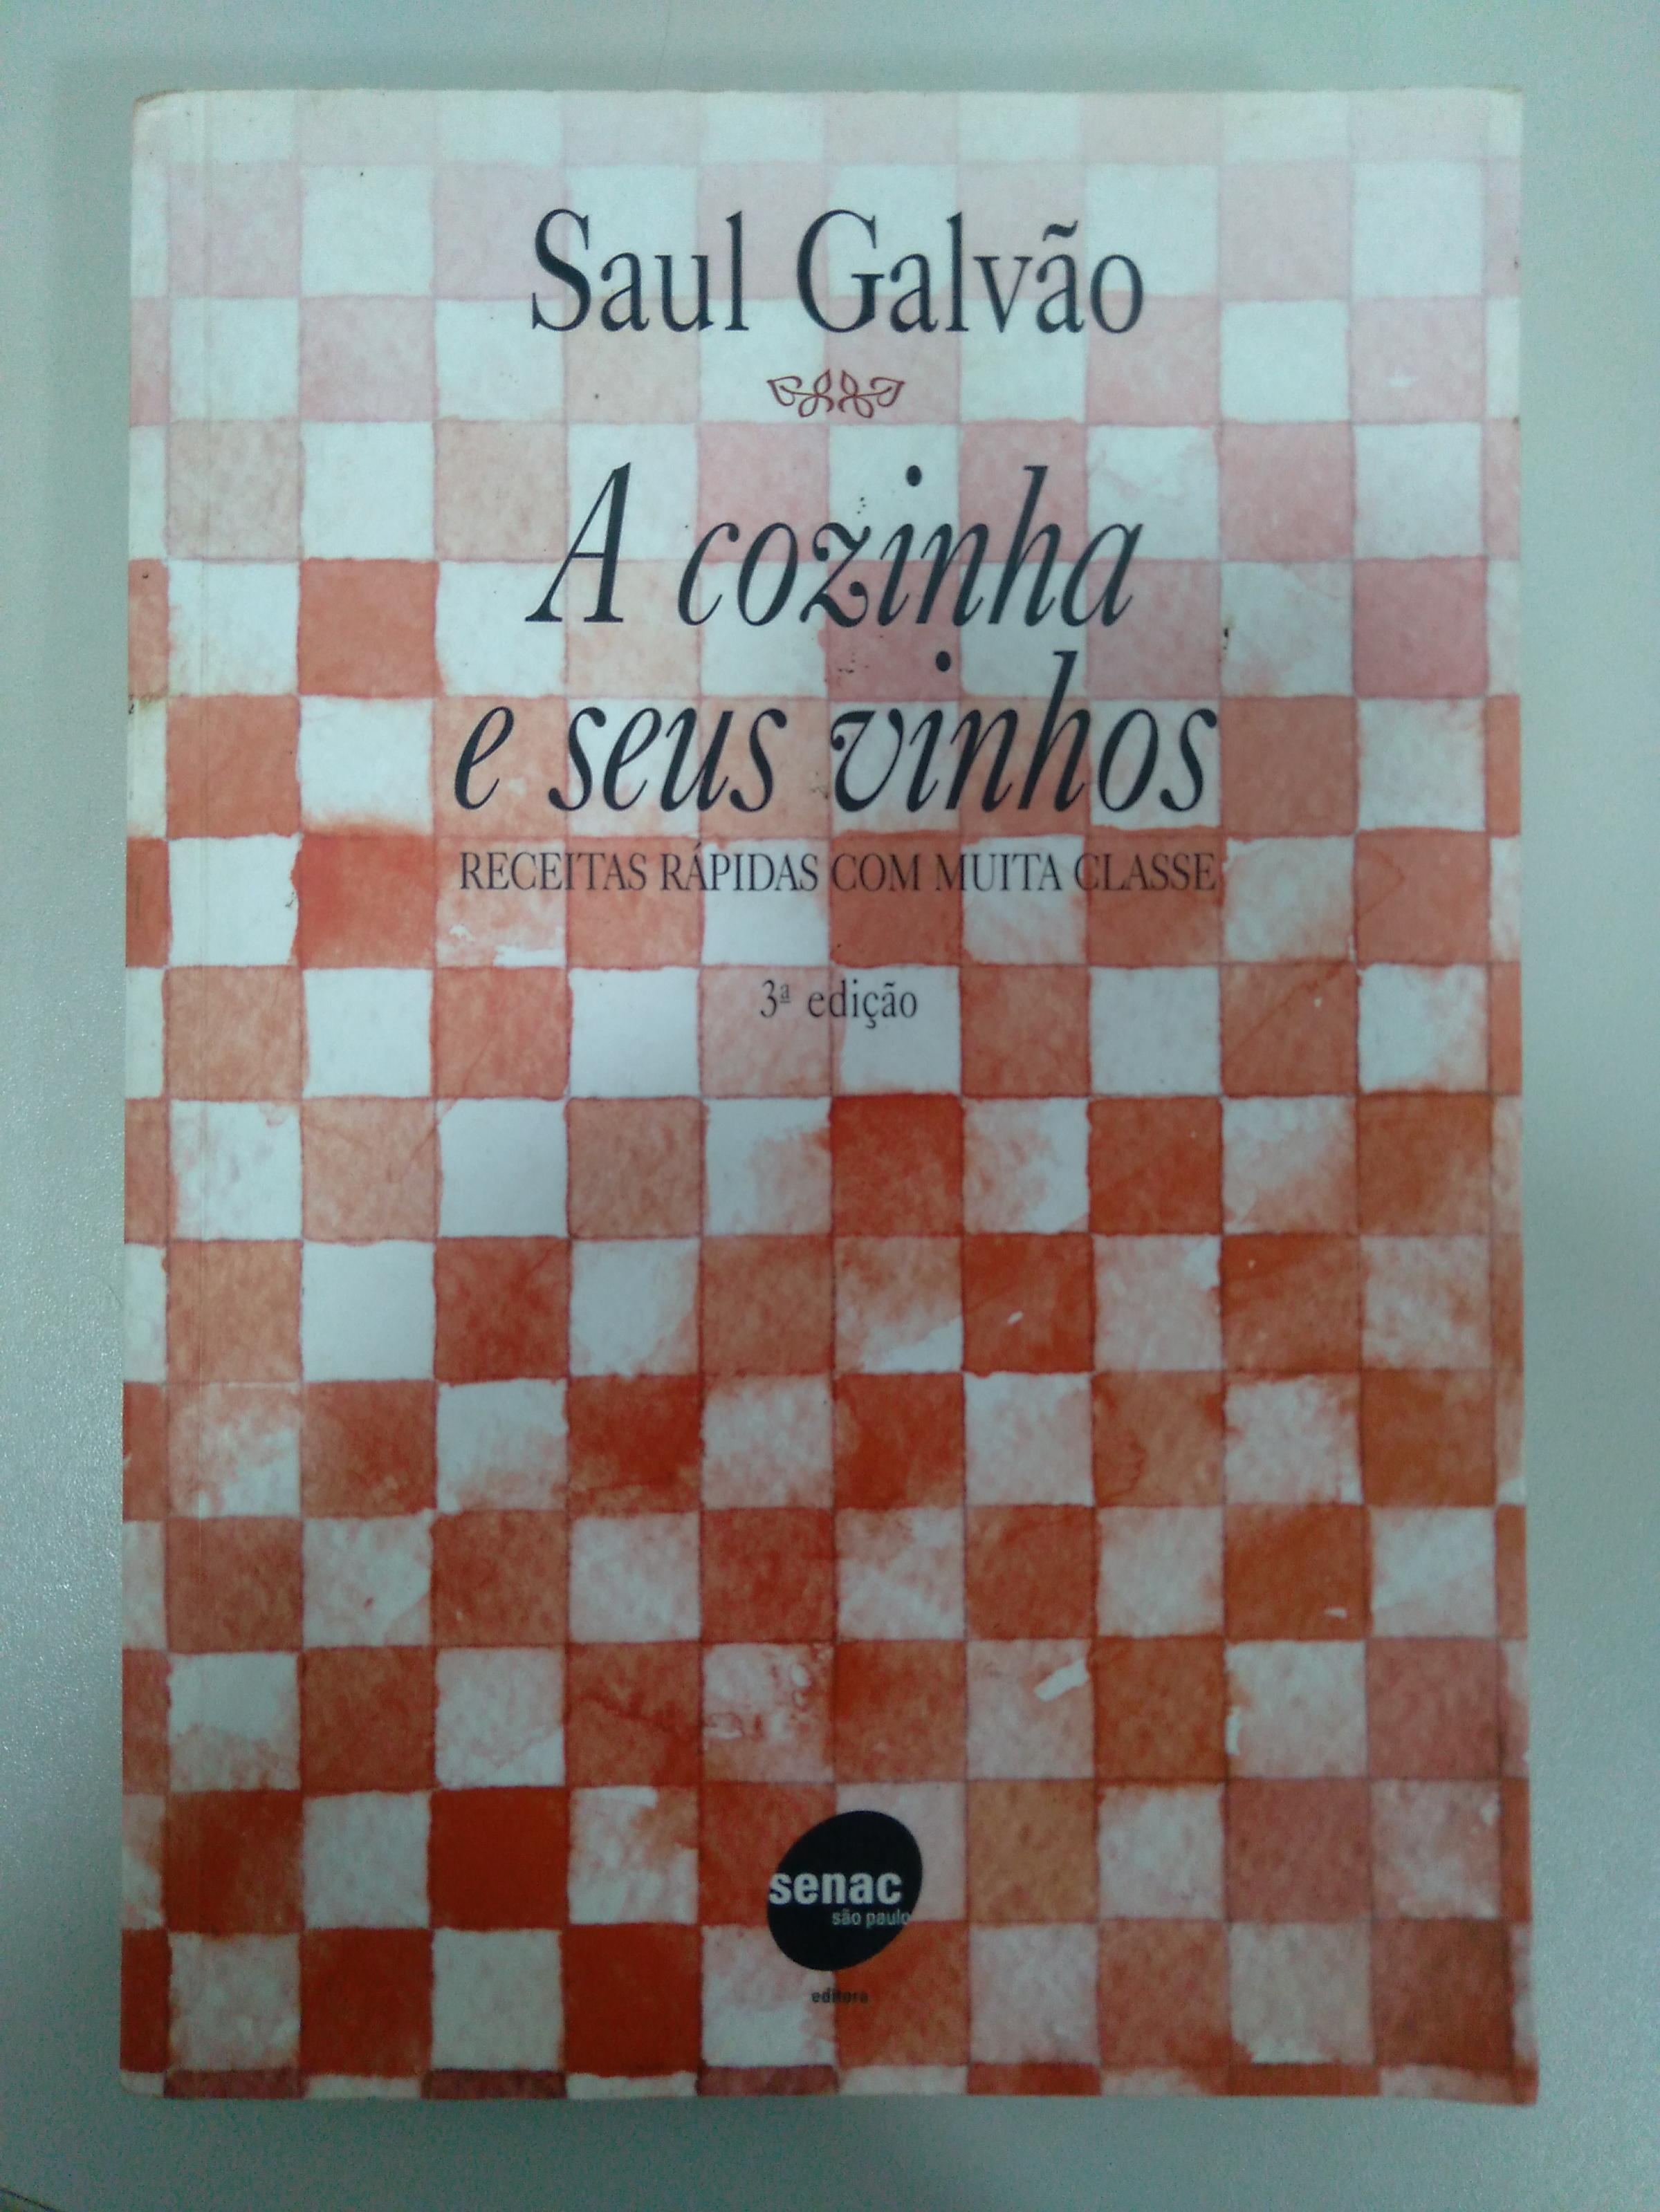 Saul Galvão
A cozinha
e seus vinhos
RECEITAS RÁPIDAS COM MUITA CLASSE
3ª edição
senac
são paulo
editora